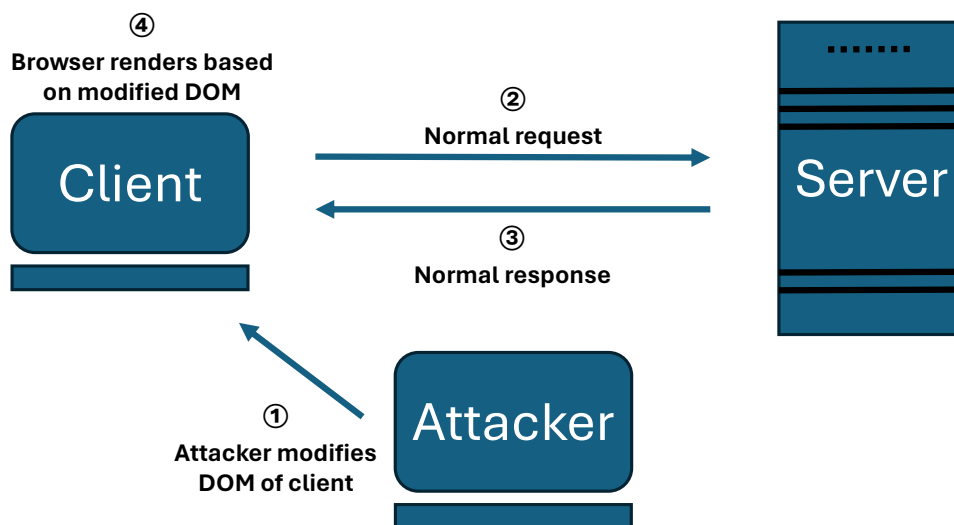 ④
Browser renders based
on modified DOM
Client
②
Normal request
③
Normal response
Server
①
Attacker modifies
DOM of client
Attacker